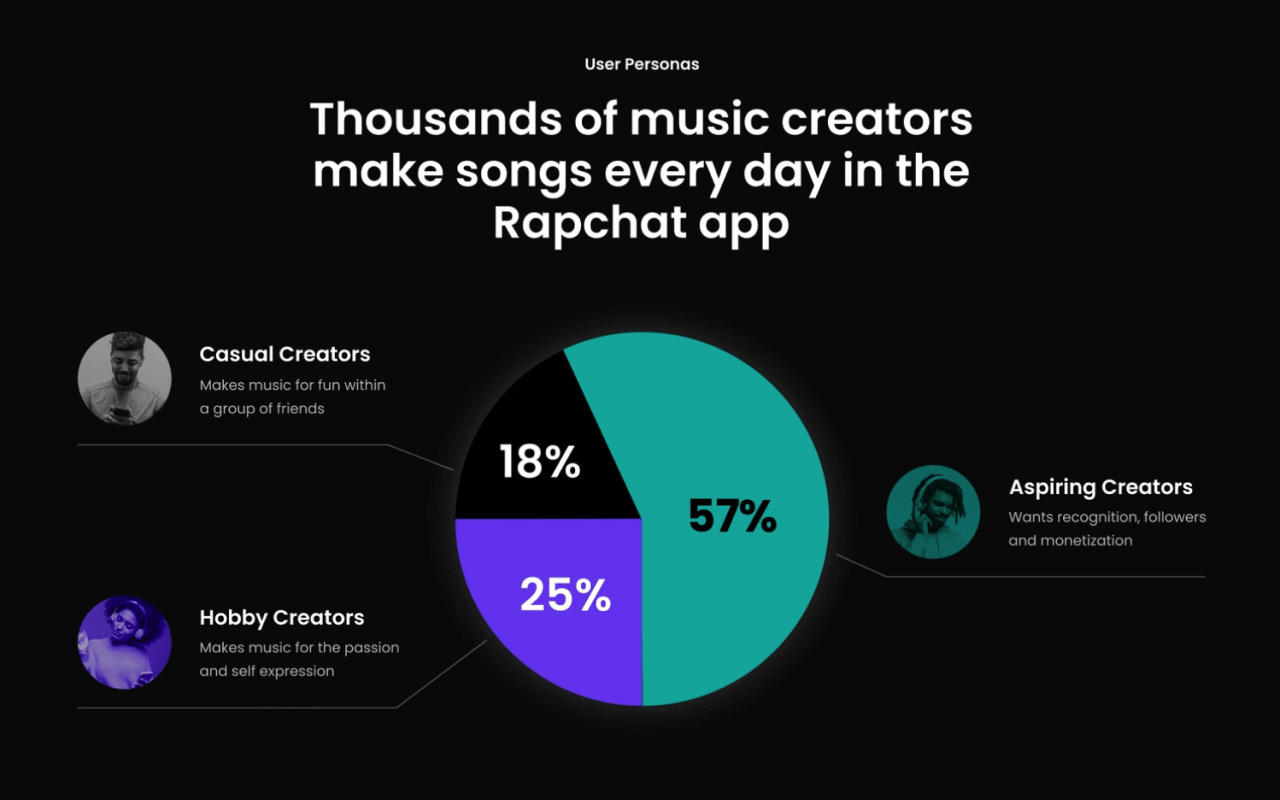 User Personas
Thousands of music creators
make songs every day in the
Rapchat app
Casual Creators
Makes music for fun within
a group of friends
18%
57%
Aspiring Creators
Wants recognition, followers
and monetization
25%
Hobby Creators
Makes music for the passion
and self expression